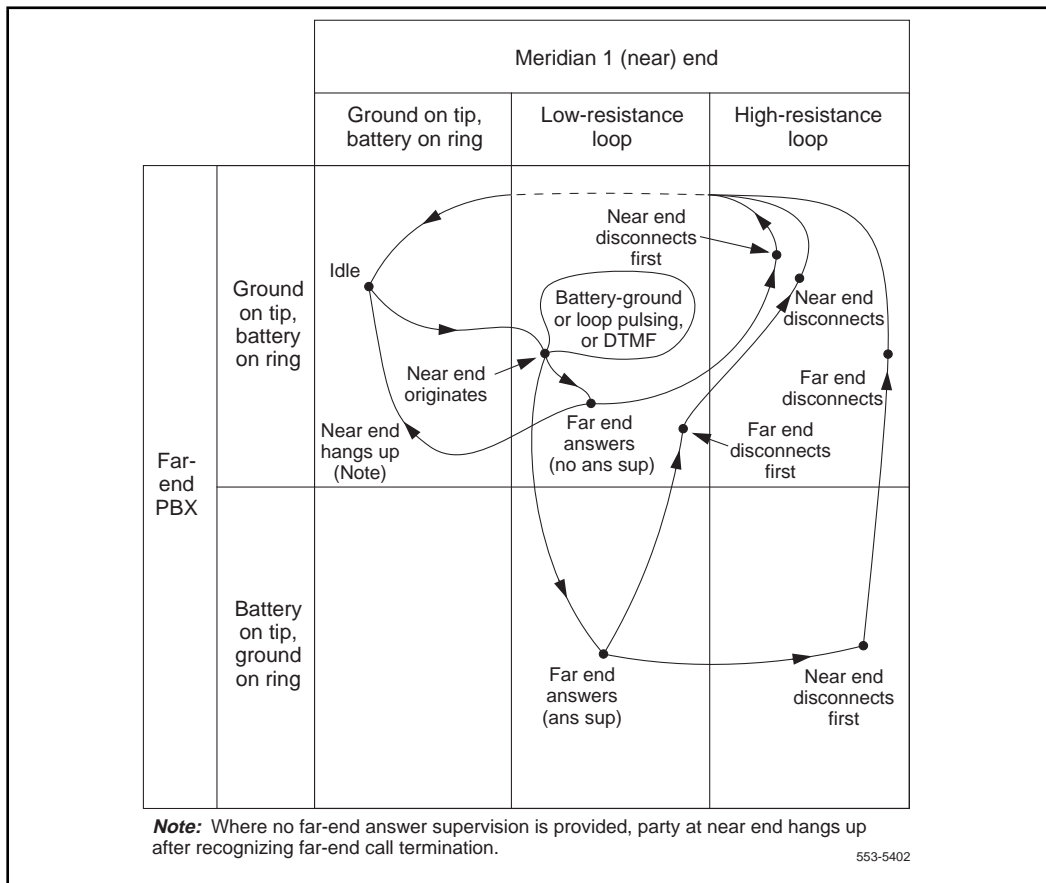 Meridian 1 (near) end
Ground on tip,
battery on ring
Low-resistance
loop
High-resistance
loop
Far-
end
PBX
Ground
on tip,
battery
on ring
Idle
Near end
disconnects
first
Battery-ground
or loop pulsing,
or DTMF
Near end
disconnects
Near end
originates
Far end
disconnects
Near end
hangs up
(Note)
Far end
answers
(no ans sup)
Far end
disconnects
first
Battery
on tip,
ground
on ring
Far end
answers
(ans sup)
Near end
disconnects
first
Note: Where no far-end answer supervision is provided, party at near end hangs up
after recognizing far-end call termination.
553-5402